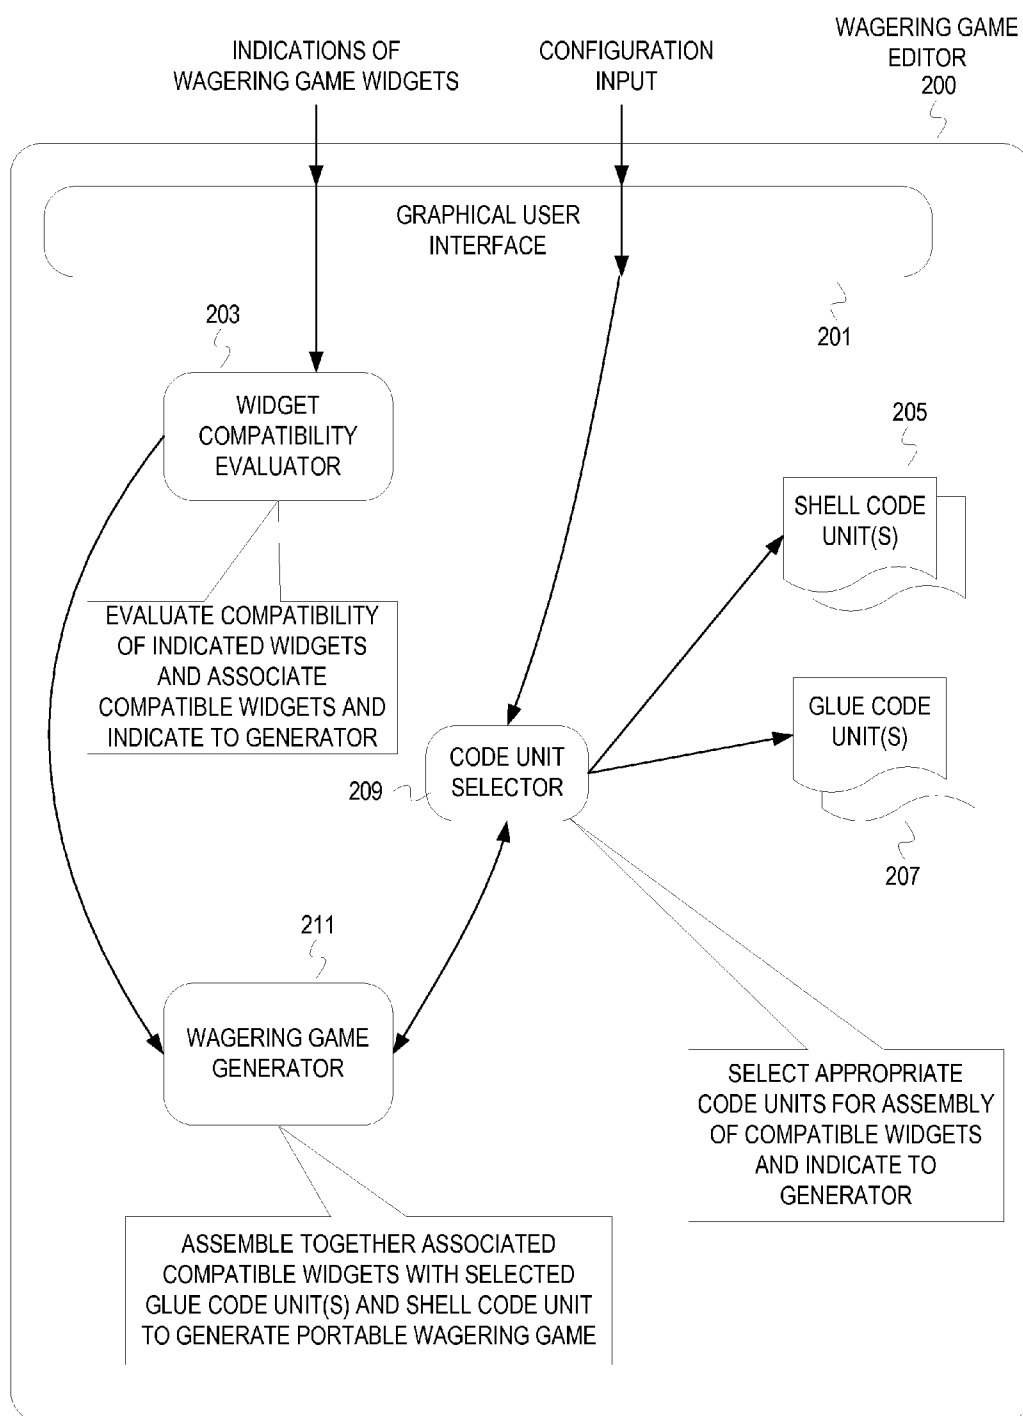 WAGERING GAME
EDITOR
200
INDICATIONS OF
WAGERING GAME WIDGETS
CONFIGURATION
INPUT
GRAPHICAL USER
INTERFACE
201
203
WIDGET
COMPATIBILITY
EVALUATOR
205
SHELL CODE
UNIT(S)
EVALUATE COMPATIBILITY
OF INDICATED WIDGETS
AND ASSOCIATE
COMPATIBLE WIDGETS AND
INDICATE TO GENERATOR
GLUE CODE
UNIT(S)
207
CODE UNIT
SELECTOR
209
211
WAGERING GAME
GENERATOR
SELECT APPROPRIATE
CODE UNITS FOR ASSEMBLY
OF COMPATIBLE WIDGETS
AND INDICATE TO
GENERATOR
ASSEMBLE TOGETHER ASSOCIATED
COMPATIBLE WIDGETS WITH SELECTED
GLUE CODE UNIT(S) AND SHELL CODE UNIT
TO GENERATE PORTABLE WAGERING GAME